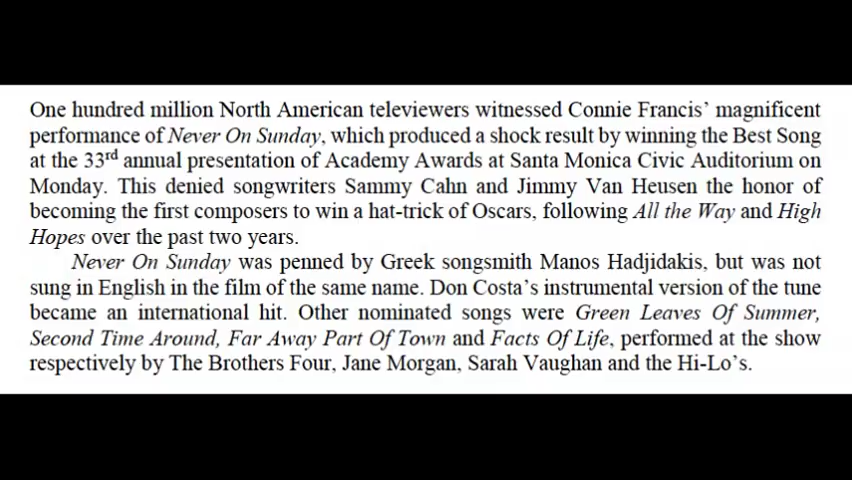 One hundred million North American televiewers witnessed Connie Francis’ magnificent
performance of Never On Sunday, which produced a shock result by winning the Best Song
at the 33rd annual presentation of Academy Awards at Santa Monica Civic Auditorium on
Monday. This denied songwriters Sammy Cahn and Jimmy Van Heusen the honor of
becoming the first composers to win a hat-trick of Oscars, following All the Way and High
Hopes over the past two years.
Never On Sunday was penned by Greek songsmith Manos Hadjidakis, but was not
sung in English in the film of the same name. Don Costa’s instrumental version of the tune
became an international hit. Other nominated songs were Green Leaves Of Summer,
Second Time Around, Far Away Part Of Town and Facts Of Life, performed at the show
respectively by The Brothers Four, Jane Morgan, Sarah Vaughan and the Hi-Lo’s.